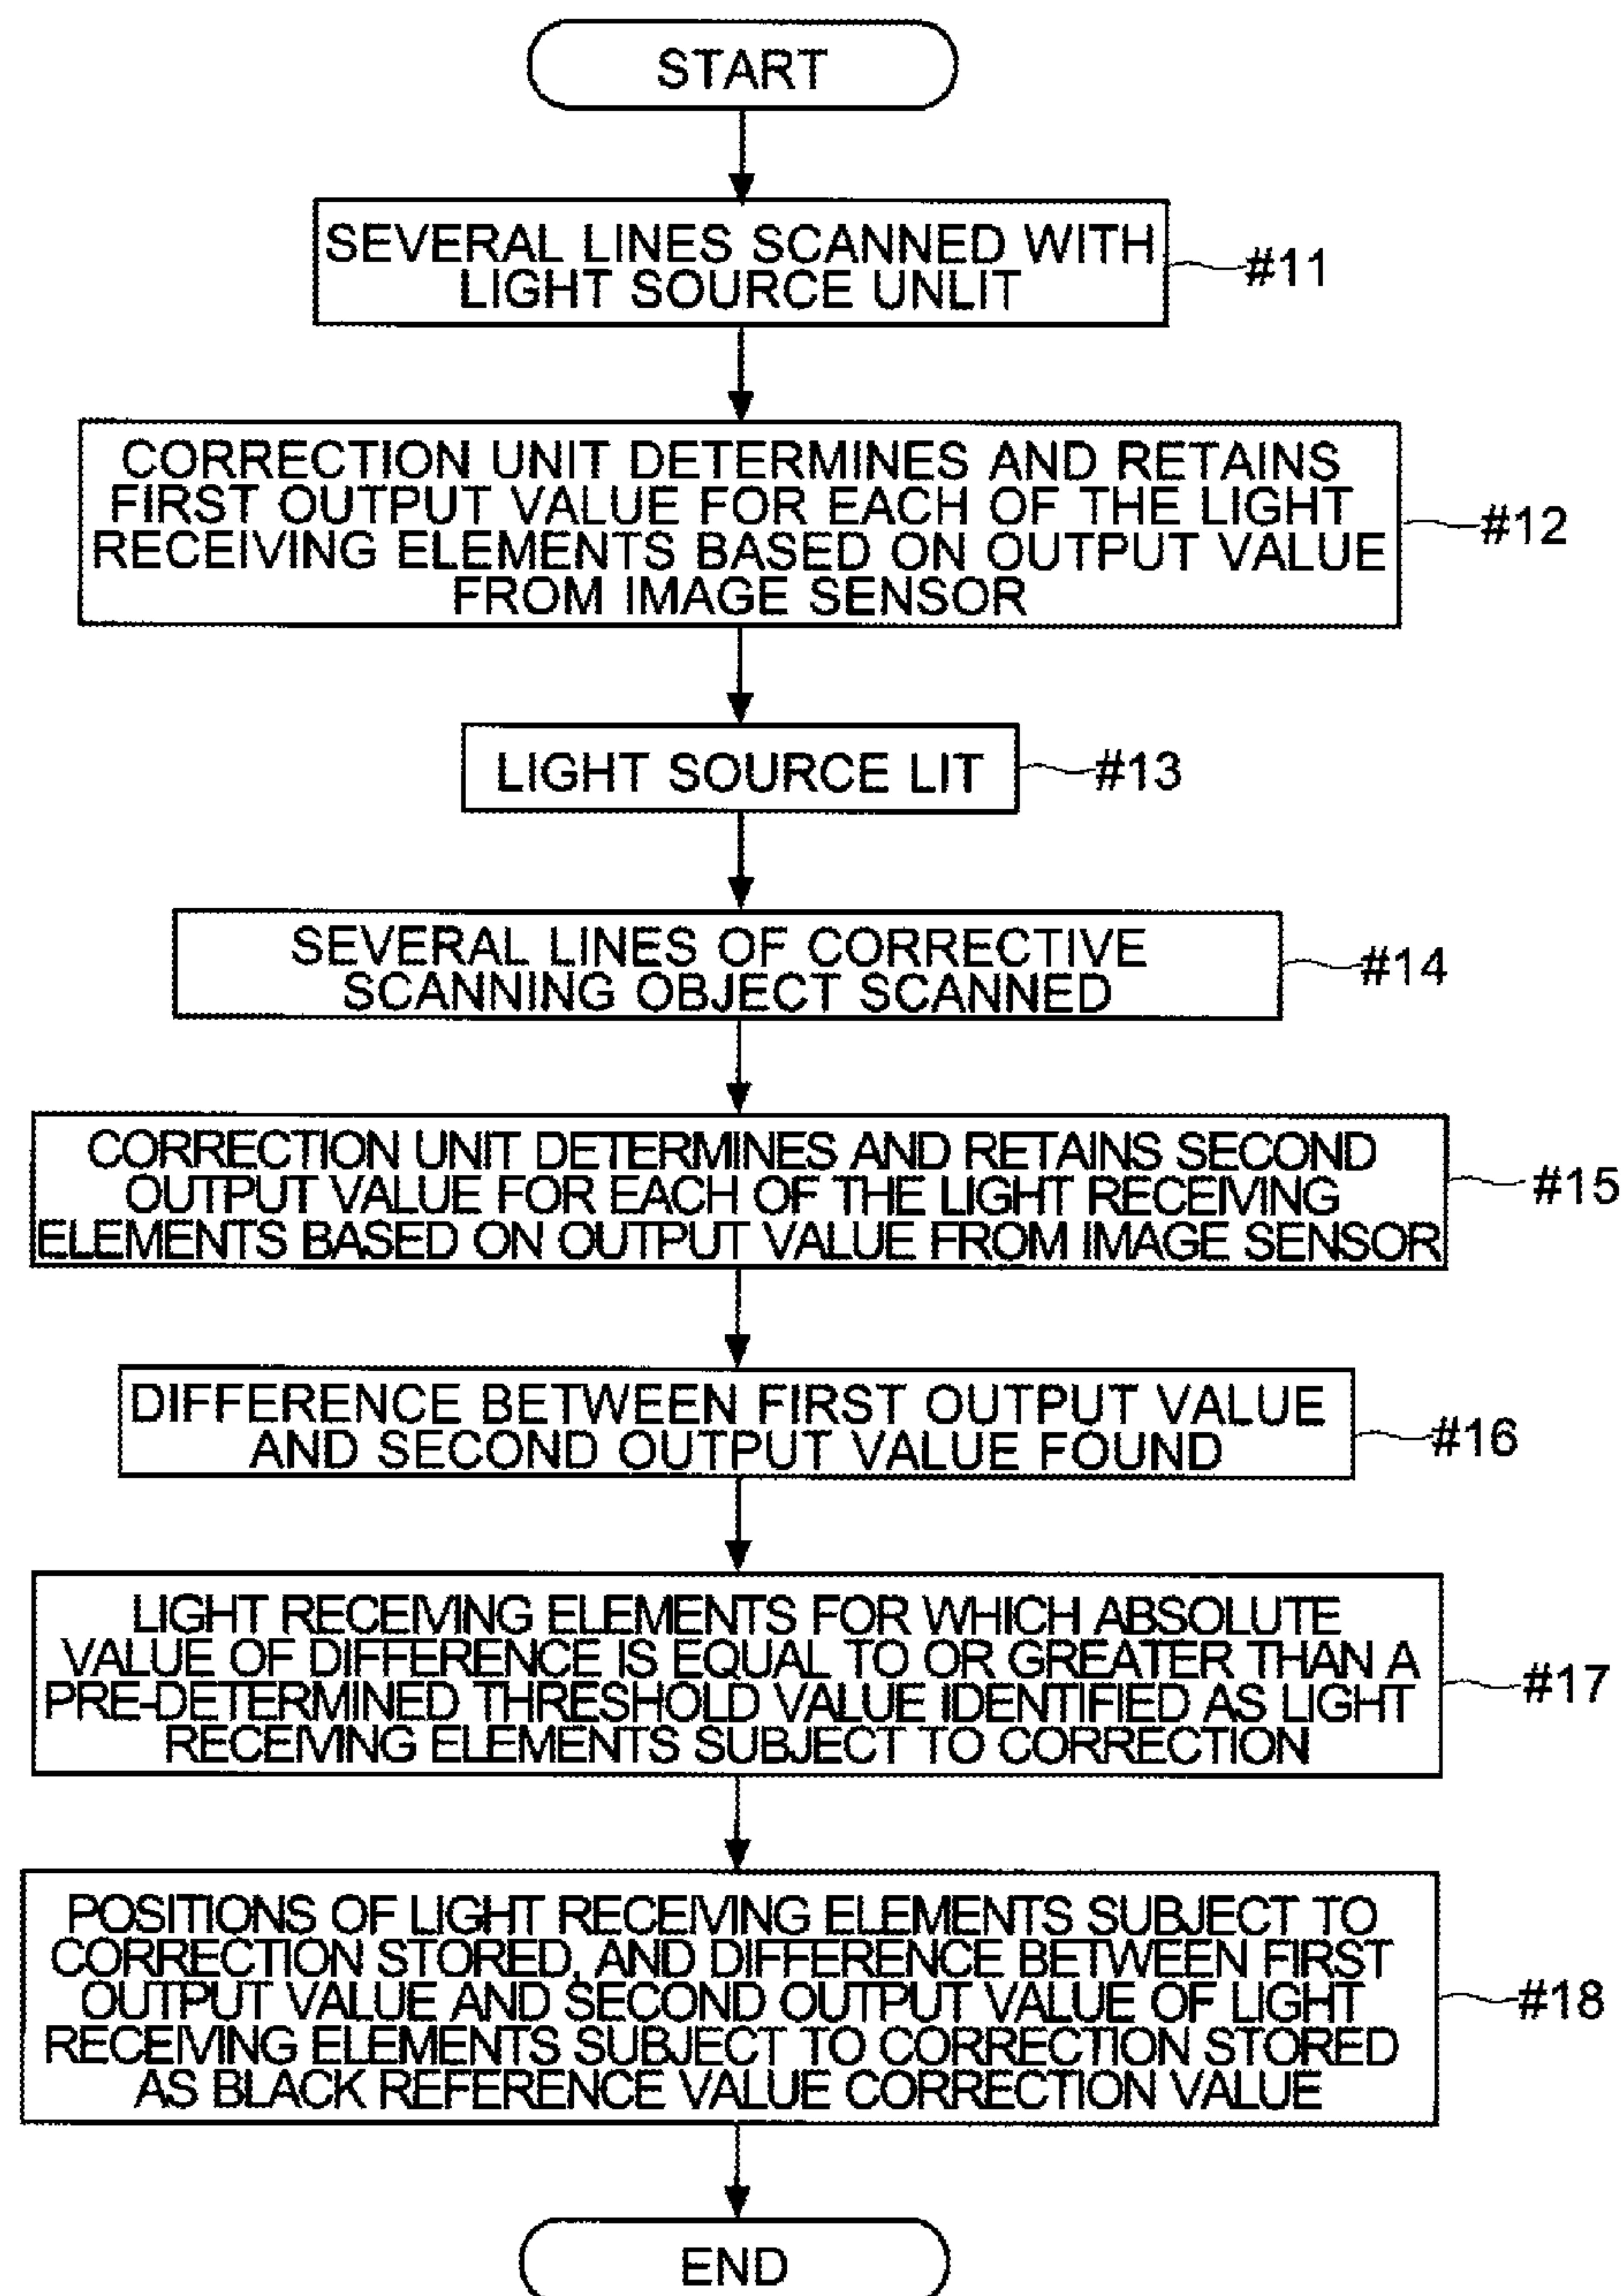 START
SEVERAL LINES SCANNED WITH
LIGHT SOURCE UNLIT
#11
CORRECTION UNIT DETERMINES AND RETAINS
FIRST OUTPUT VALUE FOR EACH OF THE LIGHT
RECEIVING ELEMENTS BASED ON OUTPUT VALUE
FROM IMAGE SENSOR
#12
LIGHT SOURCE LIT
#13
SEVERAL LINES OF CORRECTIVE
SCANNING OBJECT SCANNED
#14
CORRECTION UNIT DETERMINES AND RETAINS SECOND
OUTPUT VALUE FOR EACH OF THE LIGHT RECEIVING
ELEMENTS BASED ON OUTPUT VALUE FROM IMAGE SENSOR
#15
DIFFERENCE BETWEEN FIRST OUTPUT VALUE
AND SECOND OUTPUT VALUE FOUND
#16
LIGHT RECEIVING ELEMENTS FOR WHICH ABSOLUTE
VALUE OF DIFFERENCE IS EQUAL TO OR GREATER THAN A
PRE-DETERMINED THRESHOLD VALUE IDENTIFIED AS LIGHT
RECEIVING ELEMENTS SUBJECT TO CORRECTION
#17
POSITIONS OF LIGHT RECEIVING ELEMENTS SUBJECT TO
CORRECTION STORED, AND DIFFERENCE BETWEEN FIRST
OUTPUT VALUE AND SECOND OUTPUT VALUE OF LIGHT
RECEIVING ELEMENTS SUBJECT TO CORRECTION STORED
AS BLACK REFERENCE VALUE CORRECTION VALUE
#18
END